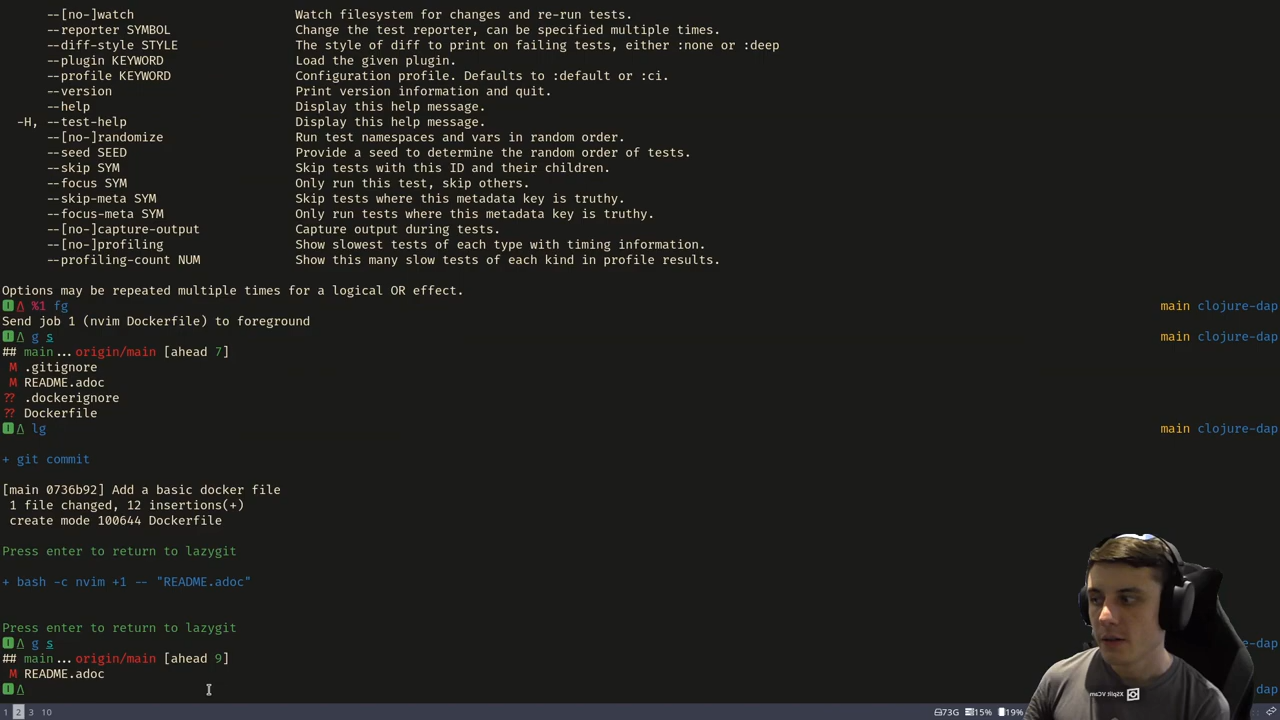 --[no-]watch Watch filesystem for changes and re-run tests.
--reporter SYMBOL Change the test reporter, can be specified multiple times.
--diff-style STYLE The style of diff to print on failing tests, either :none or :deep
--plugin KEYWORD Load the given plugin.
--profile KEYWORD Configuration profile. Defaults to :default or :ci.
--version Print version information and quit.
--help Display this help message.
-H, --test-help Display this help message.
--[no-]randomize Run test namespaces and vars in random order.
--seed SEED Provide a seed to determine the random order of tests.
--skip SYM Skip tests with this ID and their children.
--focus SYM Only run this test, skip others.
--skip-meta SYM Skip tests where this metadata key is truthy.
--focus-meta SYM Only run tests where this metadata key is truthy.
--[no-]capture-output Capture output during tests.
--[no-]profiling Show slowest tests of each type with timing information.
--profiling-count NUM Show this many slow tests of each kind in profile results.
Options may be repeated multiple times for a logical OR effect.
I Λ %1 fg main clojure-dap
Send job 1 (nvim Dockerfile) to foreground
I Λ g s main clojure-dap
## main...origin/main [ahead 7]
M .gitignore
M README.adoc
?? .dockerignore
?? Dockerfile
I Λ lg main clojure-dap
+ git commit
[main 0736b92] Add a basic docker file
1 file changed, 12 insertions(+)
create mode 100644 Dockerfile
Press enter to return to lazygit
+ bash -c nvim +1 -- "README.adoc"
Press enter to return to lazygit
I Λ g s e-dap
## main...origin/main [ahead 9]
M README.adoc
I Λ dap
XSplit VCam
1 2 3 10 73G 15% 19%